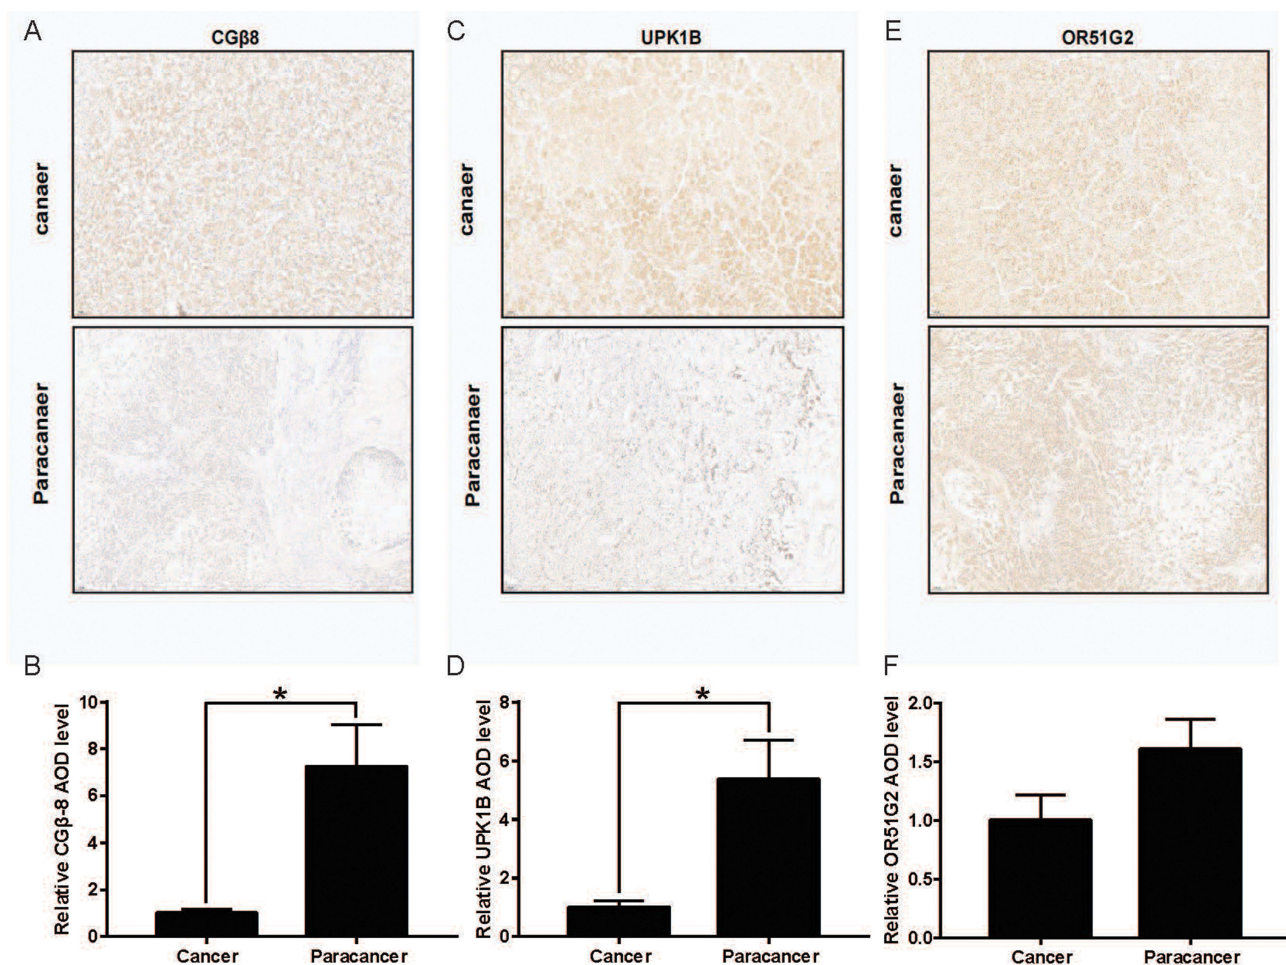 A
CGβ8
canaer
Paracanaer
C
UPK1B
canaer
Paracanaer
E
OR51G2
canaer
Paracanaer
B
Relative CGβ-8 AOD level
10
8
6
4
2
0
*
Cancer Paracancer
D
Relative UPK1B AOD level
8
6
4
2
0
*
Cancer Paracancer
F
Relative OR51G2 AOD level
2.0
1.5
1.0
0.5
0.0
Cancer Paracancer